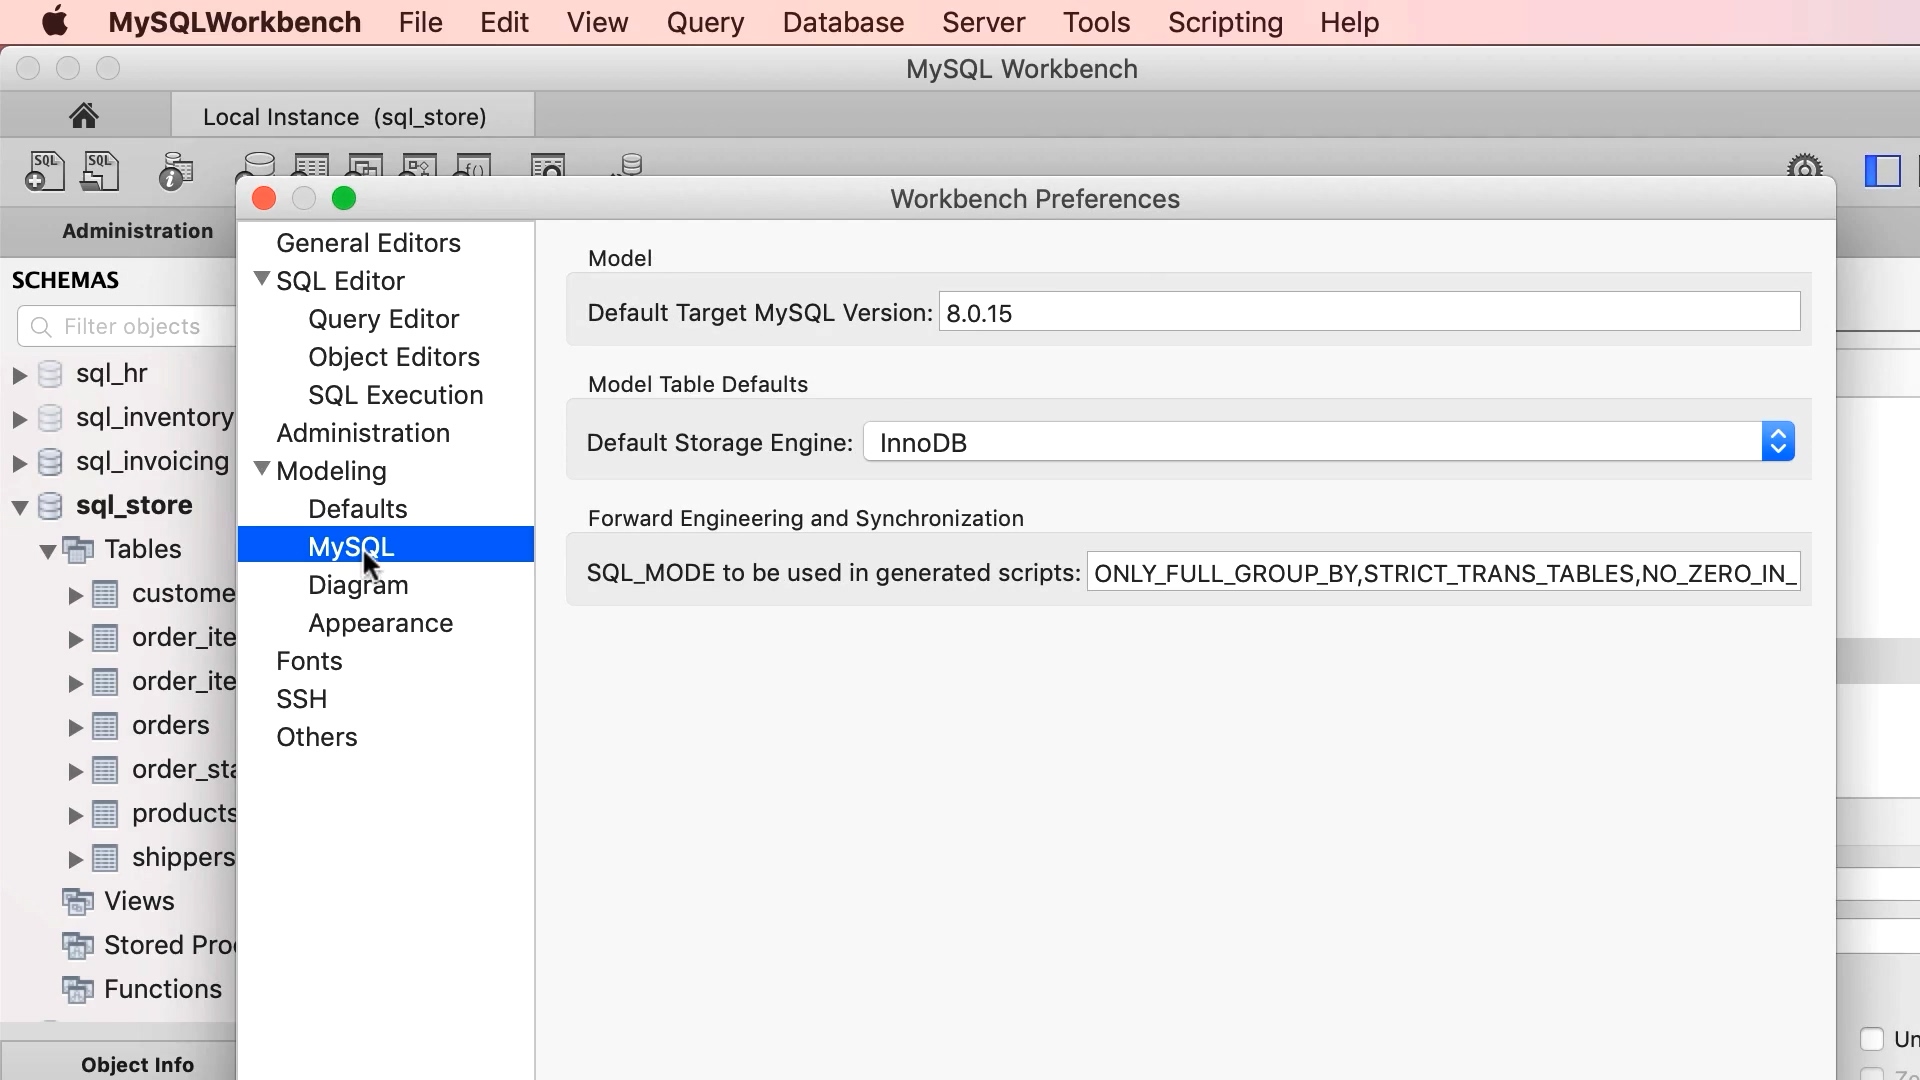 MySQLWorkbench File Edit View Query Database Server Tools Scripting Help
MySQL Workbench
Local Instance (sql_store)
SQL SQL
Administration
SCHEMAS
Filter objects
sql_hr
sql_inventory
sql_invoicing
sql_store
Tables
custome
order_ite
order_ite
orders
order_sta
products
shippers
Views
Stored Pro
Functions
Object Info
Workbench Preferences
General Editors
SQL Editor
Query Editor
Object Editors
SQL Execution
Administration
Modeling
Defaults
MySQL
Diagram
Appearance
Fonts
SSH
Others
Model
Default Target MySQL Version: 8.0.15
Model Table Defaults
Default Storage Engine: InnoDB
Forward Engineering and Synchronization
SQL_MODE to be used in generated scripts: ONLY_FULL_GROUP_BY,STRICT_TRANS_TABLES,NO_ZERO_IN_
Un